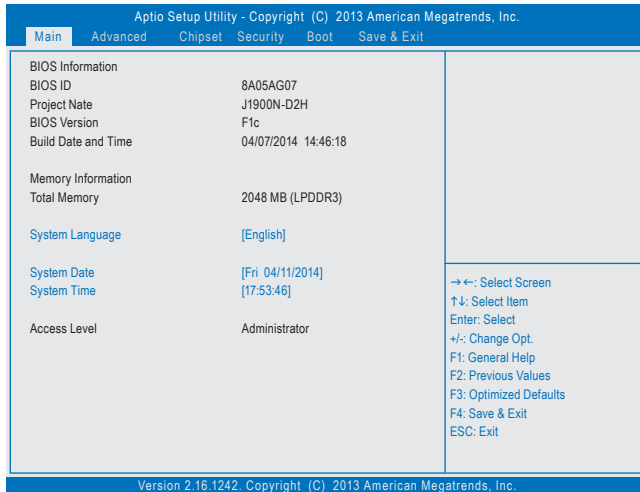 Aptio Setup Utility - Copyright (C) 2013 American Megatrends, Inc.
Main Advanced Chipset Security Boot Save & Exit
BIOS Information
BIOS ID 8A05AG07
Project Nate J1900N-D2H
BIOS Version F1c
Build Date and Time 04/07/2014 14:46:18
Memory Information
Total Memory 2048 MB (LPDDR3)
System Language [English]
System Date [Fri 04/11/2014]
System Time [17:53:46]
Access Level Administrator
→←: Select Screen
↑↓: Select Item
Enter: Select
+/-: Change Opt.
F1: General Help
F2: Previous Values
F3: Optimized Defaults
F4: Save & Exit
ESC: Exit
Version 2.16.1242. Copyright (C) 2013 American Megatrends, Inc.